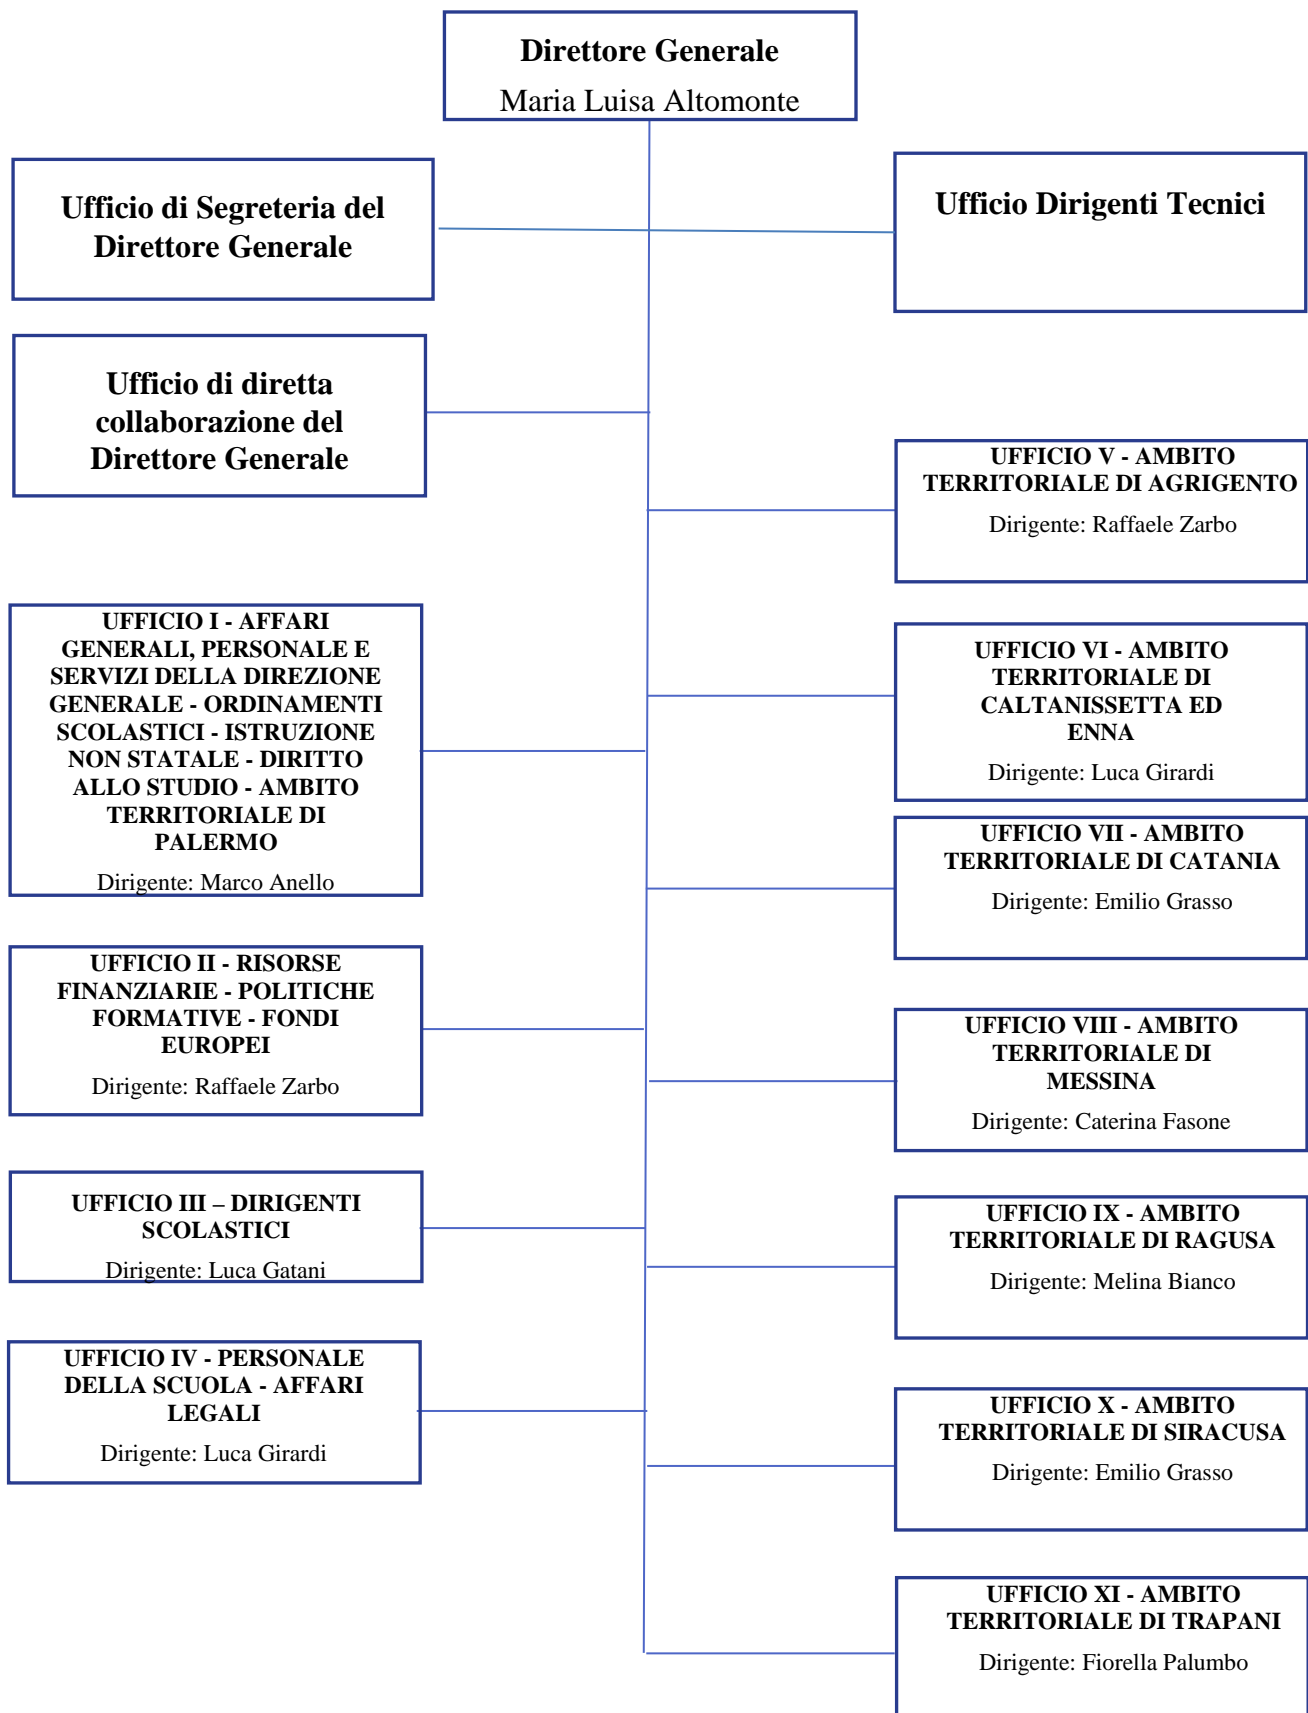 Direttore Generale
Maria Luisa Altomonte
Ufficio di Segreteria del
Direttore Generale
Ufficio Dirigenti Tecnici
Ufficio di diretta
collaborazione del
Direttore Generale
UFFICIO I - AFFARI
GENERALI, PERSONALE E
SERVIZI DELLA DIREZIONE
GENERALE - ORDINAMENTI
SCOLASTICI - ISTRUZIONE
NON STATALE - DIRITTO
ALLO STUDIO - AMBITO
TERRITORIALE DI
PALERMO
Dirigente: Marco Anello
UFFICIO II - RISORSE
FINANZIARIE - POLITICHE
FORMATIVE - FONDI
EUROPEI
Dirigente: Raffaele Zarbo
UFFICIO III – DIRIGENTI
SCOLASTICI
Dirigente: Luca Gatani
UFFICIO IV - PERSONALE
DELLA SCUOLA - AFFARI
LEGALI
Dirigente: Luca Girardi
UFFICIO V - AMBITO
TERRITORIALE DI AGRIGENTO
Dirigente: Raffaele Zarbo
UFFICIO VI - AMBITO
TERRITORIALE DI
CALTANISSETTA ED
ENNA
Dirigente: Luca Girardi
UFFICIO VII - AMBITO
TERRITORIALE DI CATANIA
Dirigente: Emilio Grasso
UFFICIO VIII - AMBITO
TERRITORIALE DI
MESSINA
Dirigente: Caterina Fasone
UFFICIO IX - AMBITO
TERRITORIALE DI RAGUSA
Dirigente: Melina Bianco
UFFICIO X - AMBITO
TERRITORIALE DI SIRACUSA
Dirigente: Emilio Grasso
UFFICIO XI - AMBITO
TERRITORIALE DI TRAPANI
Dirigente: Fiorella Palumbo